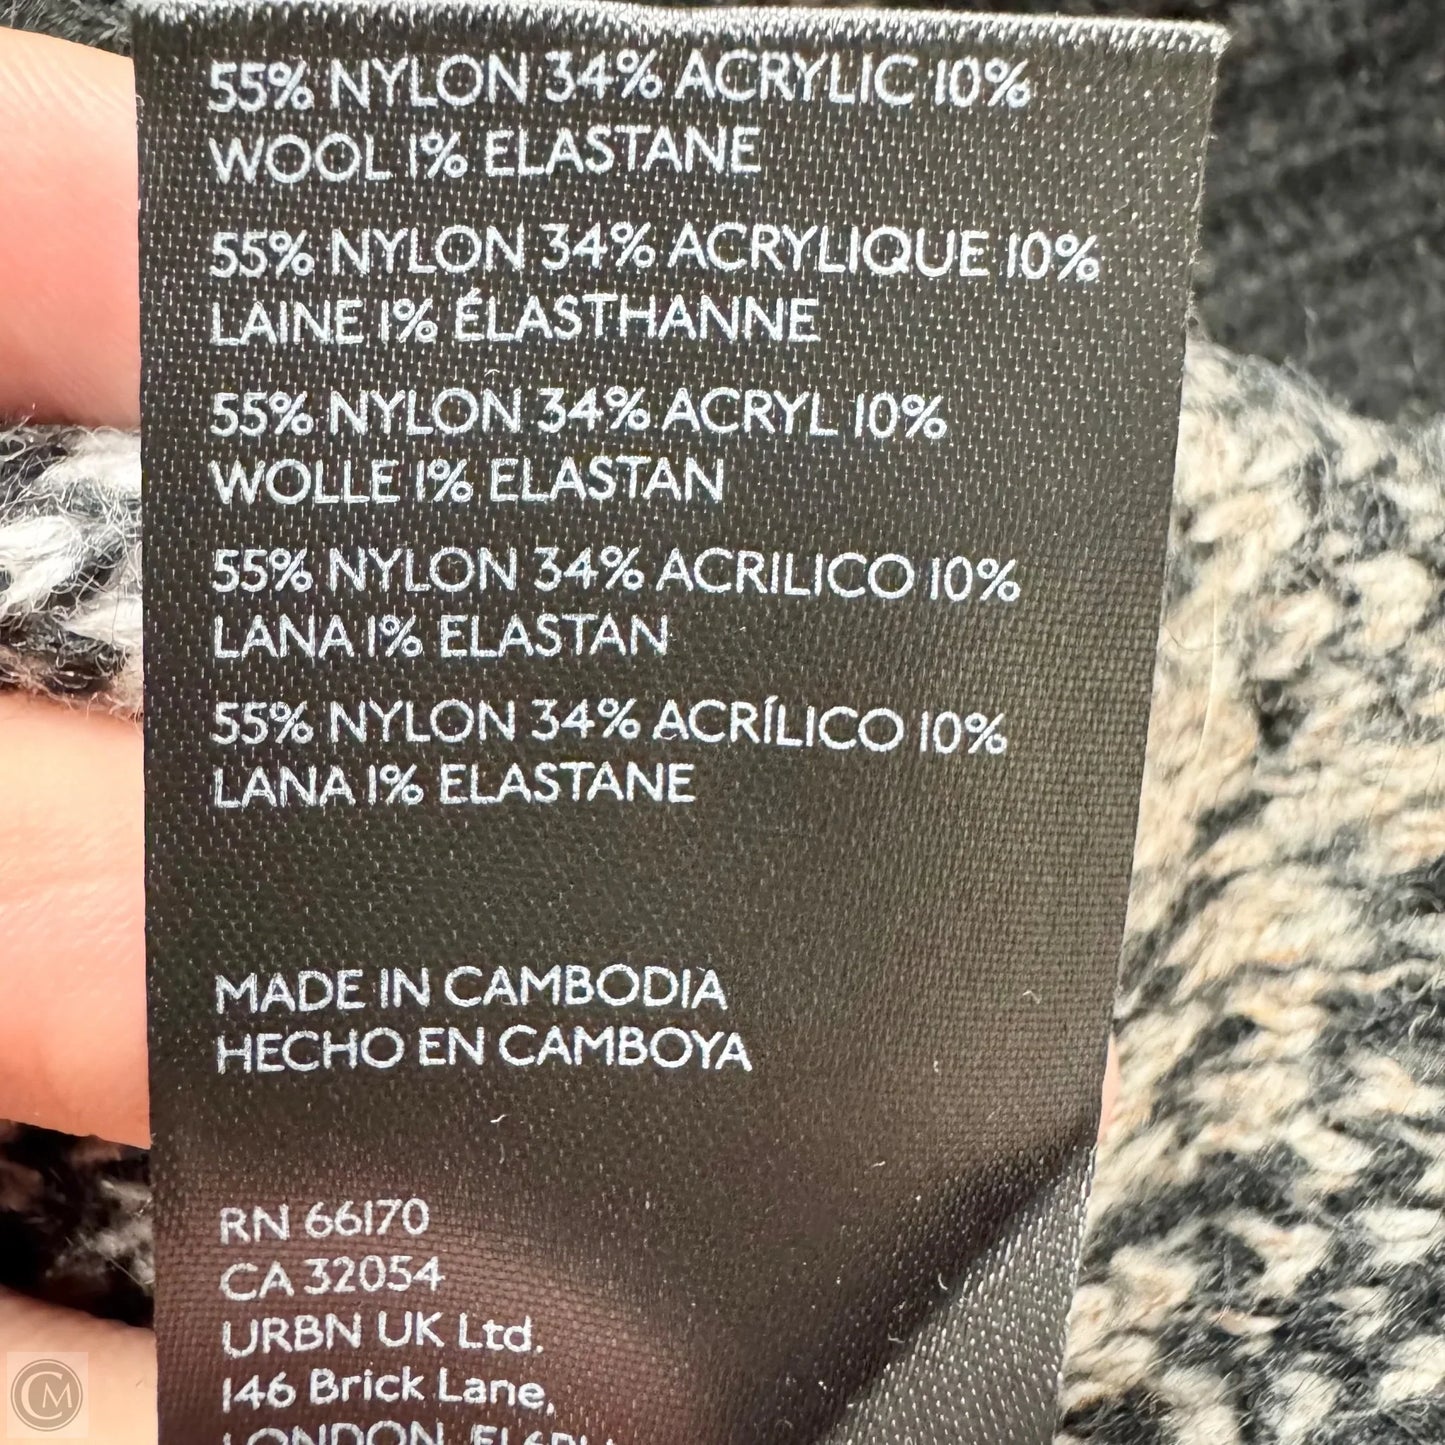 55% NYLON 34% ACRYLIC 10%
WOOL 1% ELASTANE
55% NYLON 34% ACRYLIQUE 10%
LAINE 1% ÉLASTHANNE
55% NYLON 34% ACRYL 10%
WOLLE 1% ELASTAN
55% NYLON 34% ACRILICO 10%
LANA 1% ELASTAN
55% NYLON 34% ACRÍLICO 10%
LANA 1% ELASTANE
MADE IN CAMBODIA
HECHO EN CAMBOYA
RN 66170
CA 32054
URBN UK Ltd.
146 Brick Lane,
LONDON,
CM